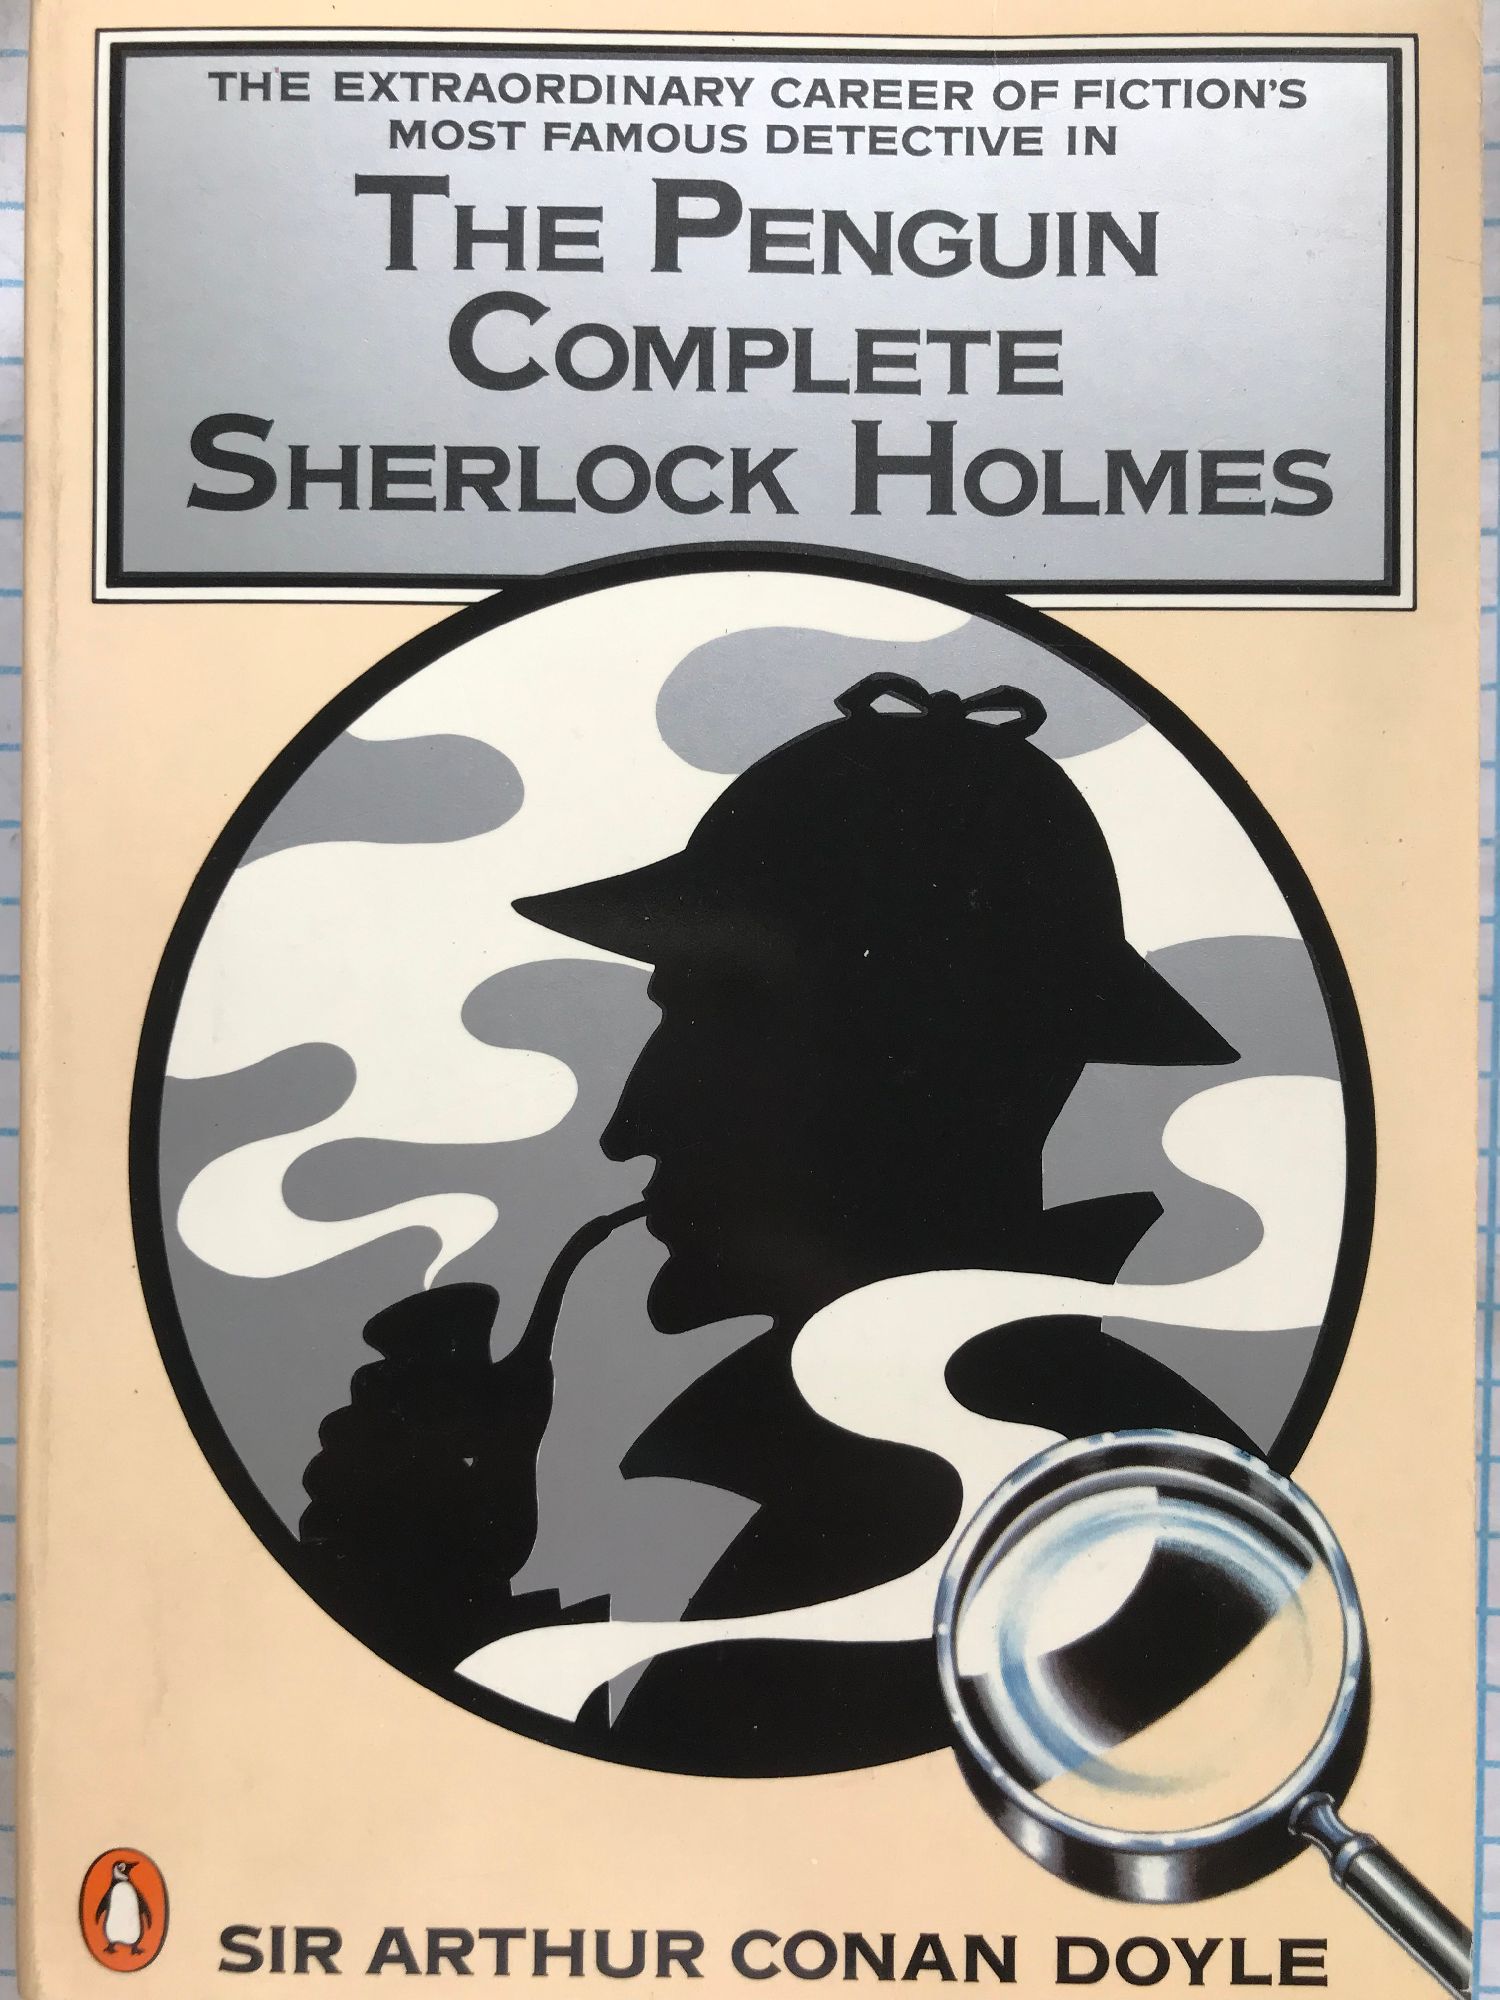 THE EXTRAORDINARY CAREER OF FICTION'S
MOST FAMOUS DETECTIVE IN
THE PENGUIN
COMPLETE
SHERLOCK HOLMES
SIR ARTHUR CONAN DOYLE